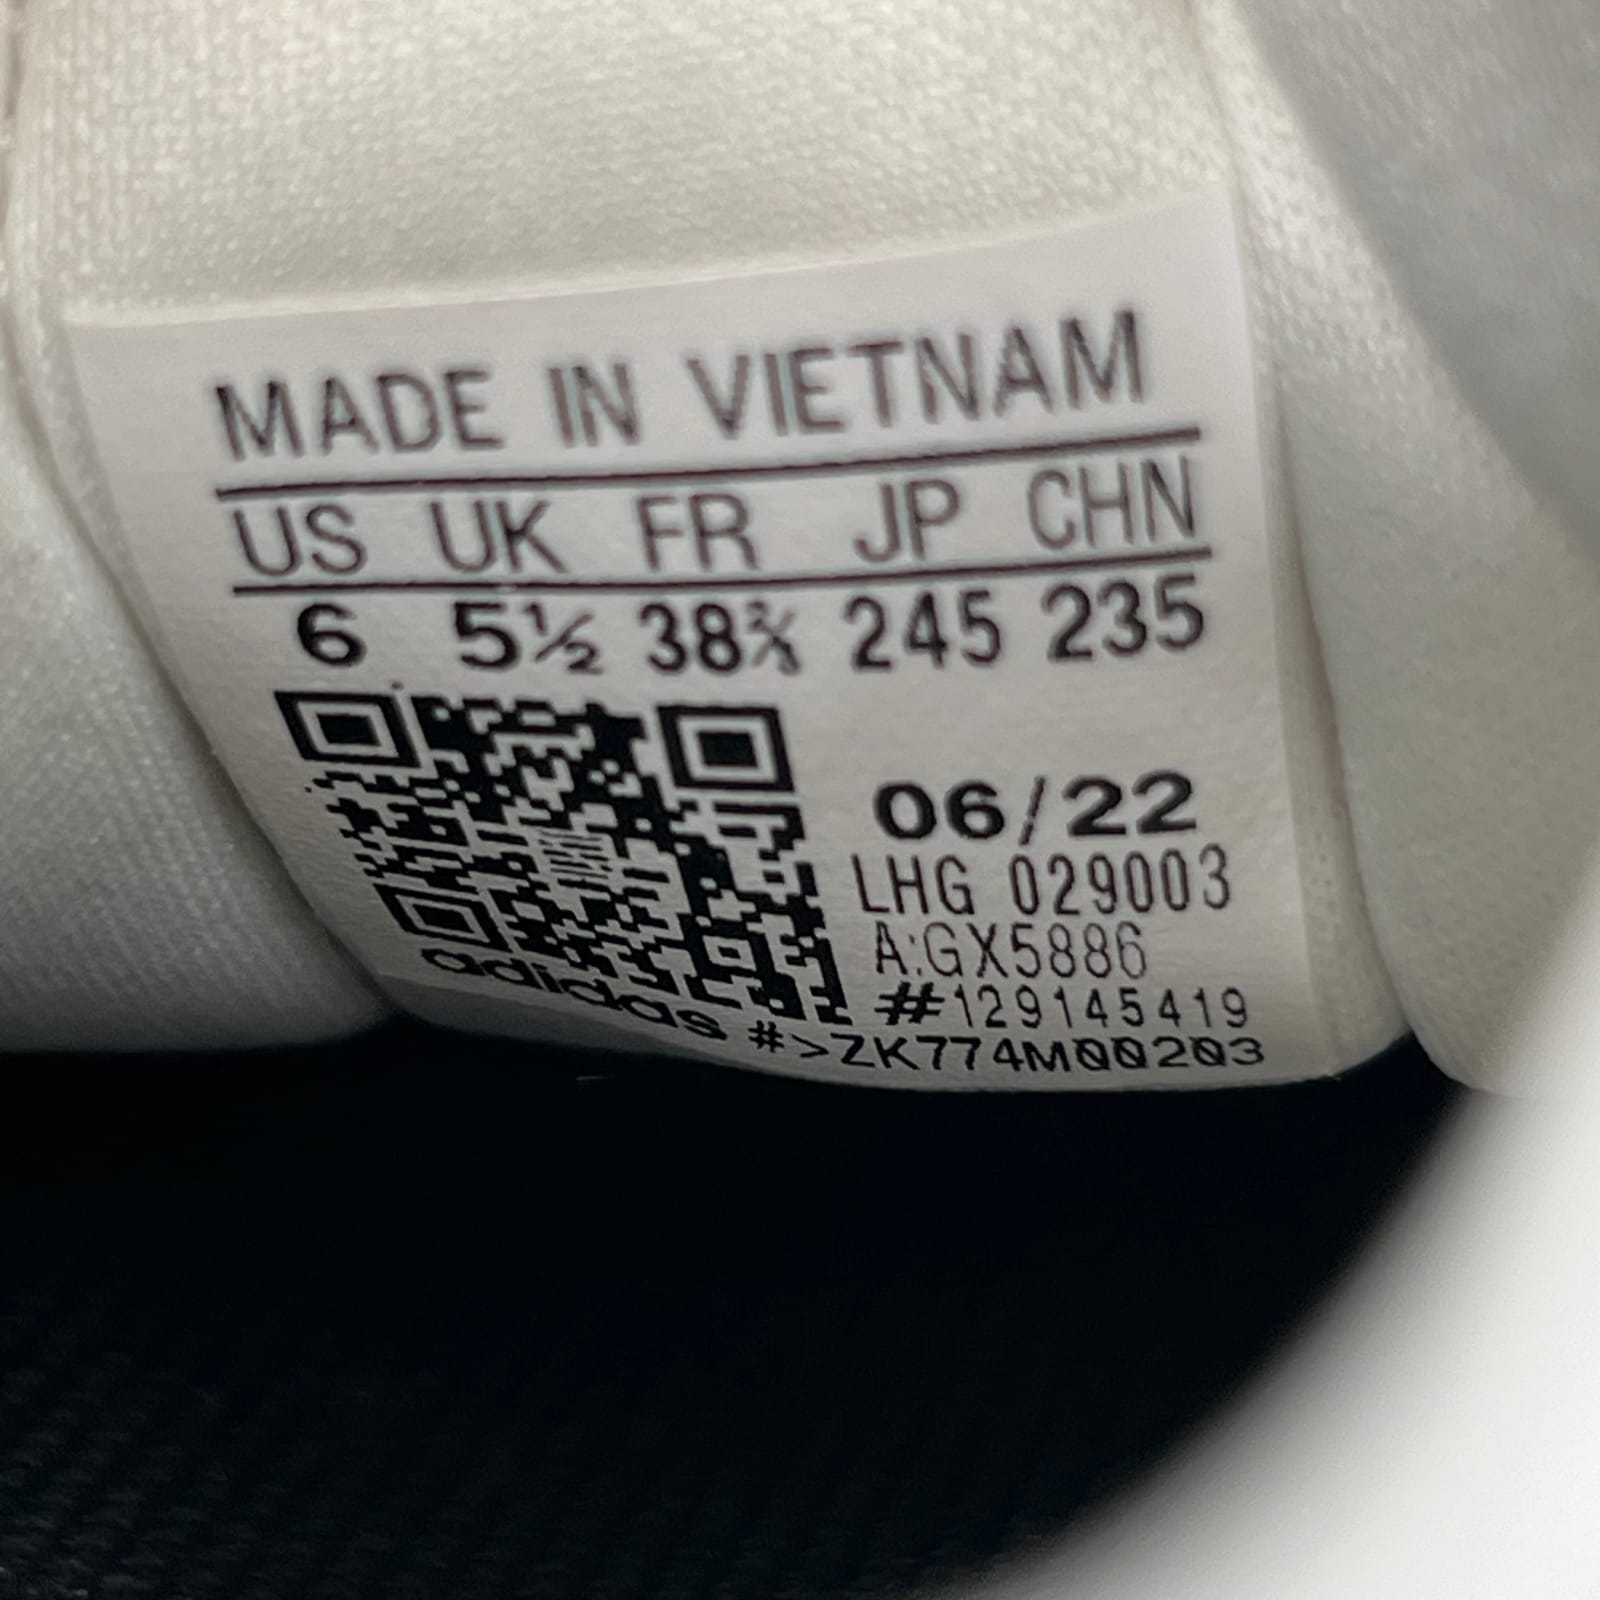 MADE IN VIETNAM
US UK FR JP CHN
6 5½ 38⅔ 245 235
06/22
LHG 029003
A:GX5886
#129145419
adidas #>ZK774M00203